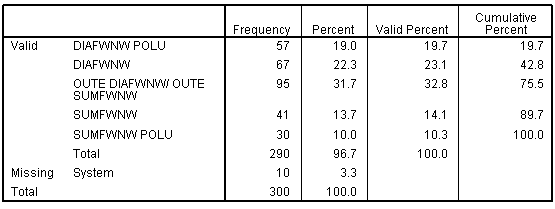 Cumulative
Frequency Percent Valid Percent Percent
Valid DIAFWNW POLU 57 19.0 19.7 19.7
DIAFWNW 67 22.3 23.1 42.8
OUTE DIAFWNW/ OUTE 95 31.7 32.8 75.5
SUMFWNW
SUMFWNW 41 13.7 14.1 89.7
SUMFWNW POLU 30 10.0 10.3 100.0
Total 290 96.7 100.0
Missing System 10 3.3
Total 300 100.0